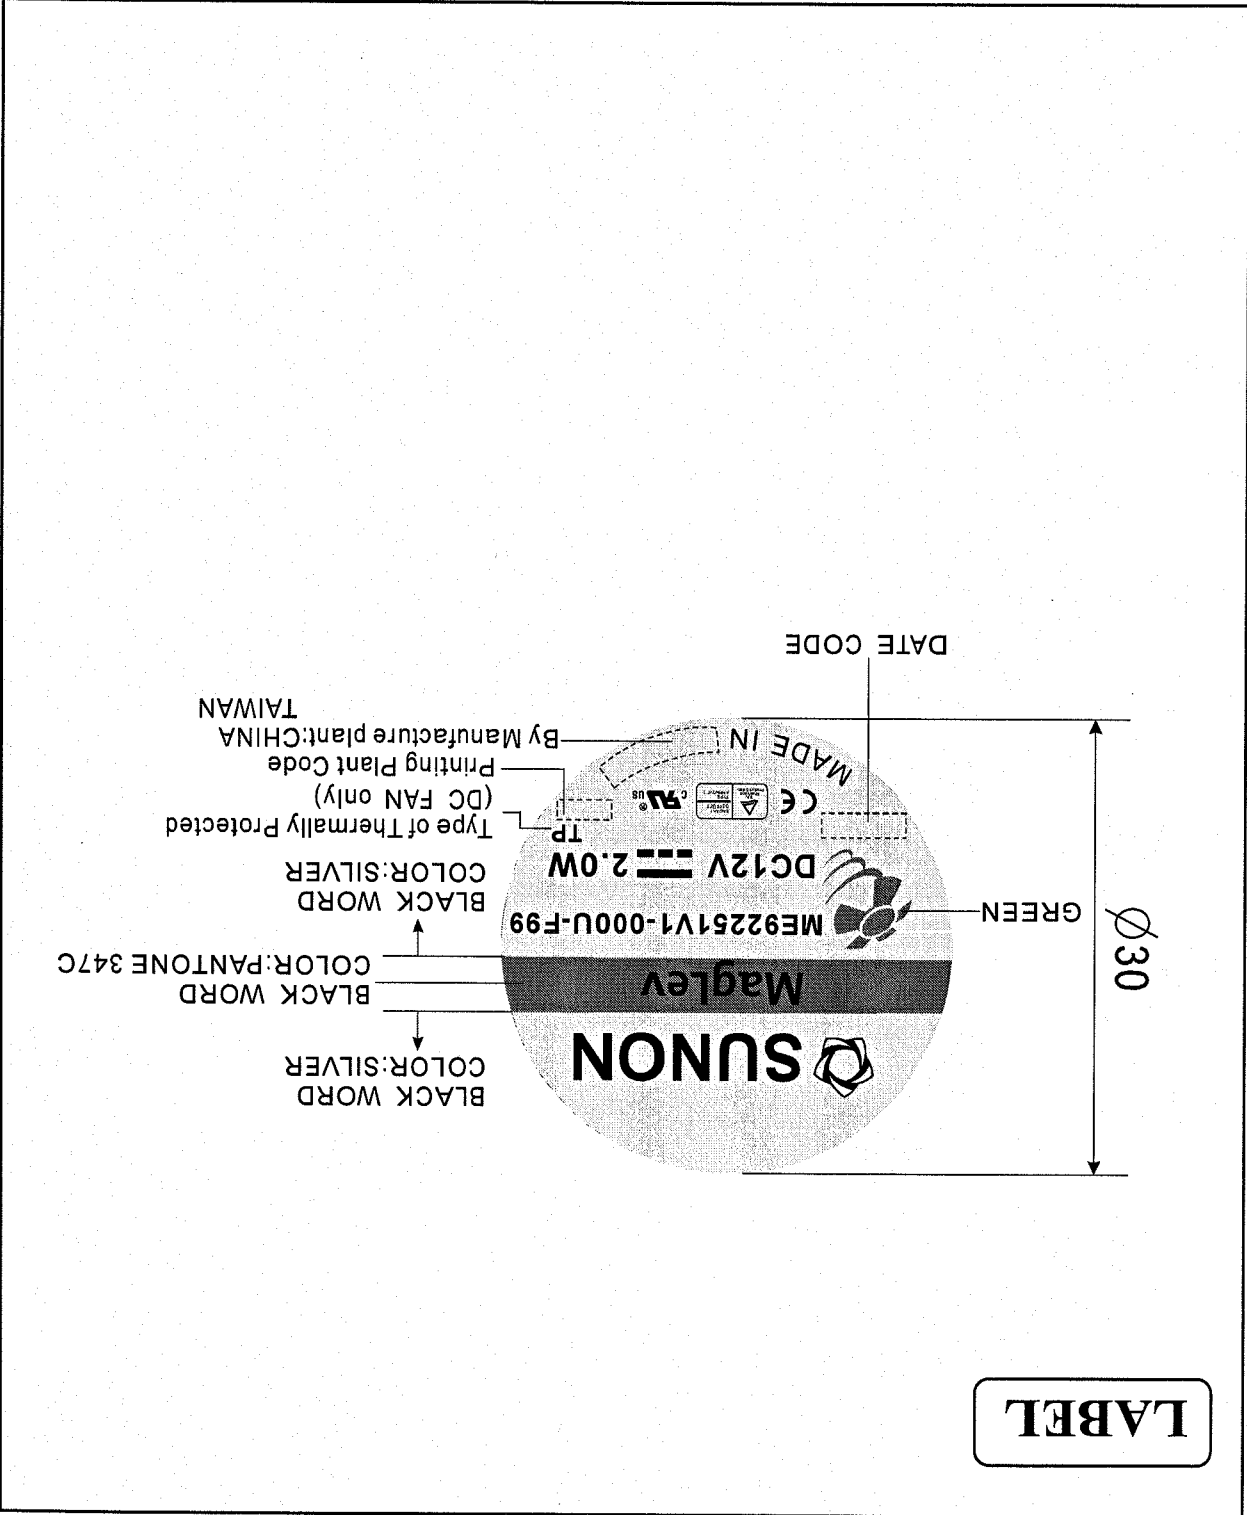 LABEL
Ø30
SUNON
MagLev
ME92251V1-000U-F99
DC12V 2.0W
TP
CE
c US ®
MADE IN
GREEN
DATE CODE
BLACK WORD
COLOR:SILVER
BLACK WORD
COLOR:PANTONE 347C
BLACK WORD
COLOR:SILVER
Type of Thermally Protected
(DC FAN only)
Printing Plant Code
By Manufacture plant:CHINA
TAIWAN